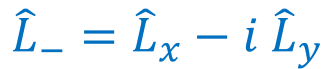 L̂₋ = L̂ₓ − i L̂ᵧ